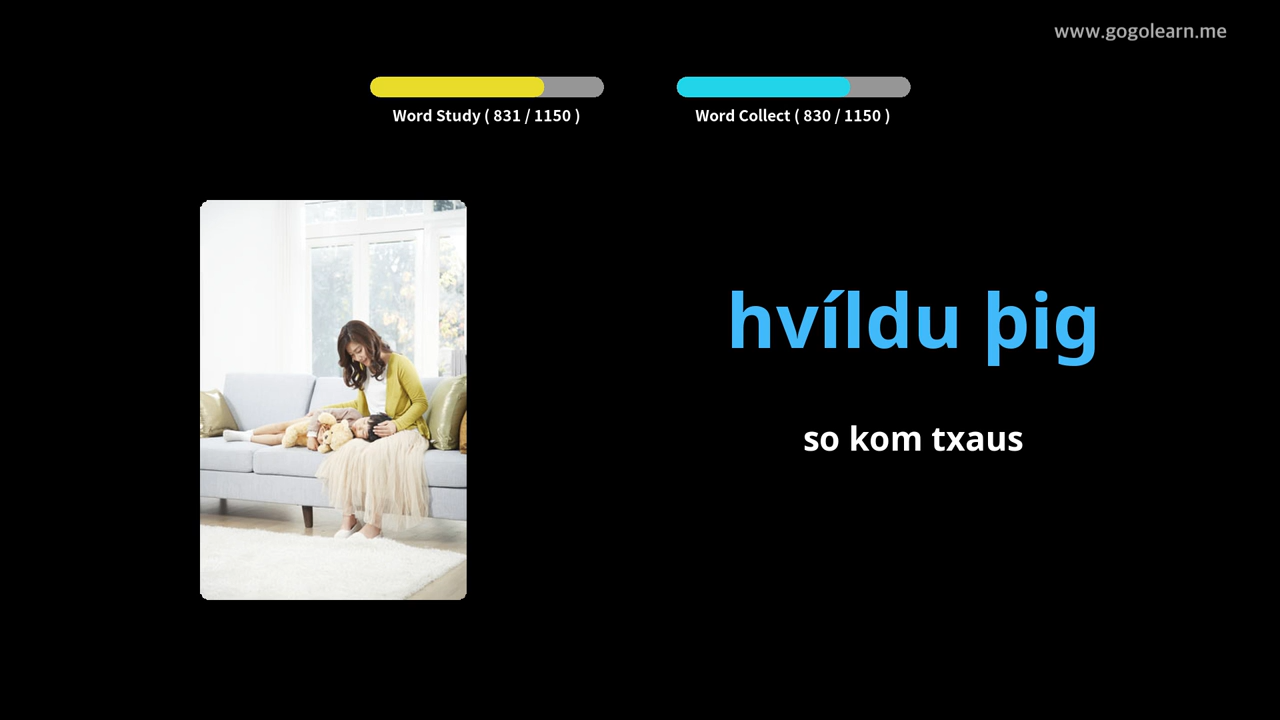 www.gogolearn.me
Word Study ( 831 / 1150 )
Word Collect ( 830 / 1150 )
hvíldu þig
so kom txaus